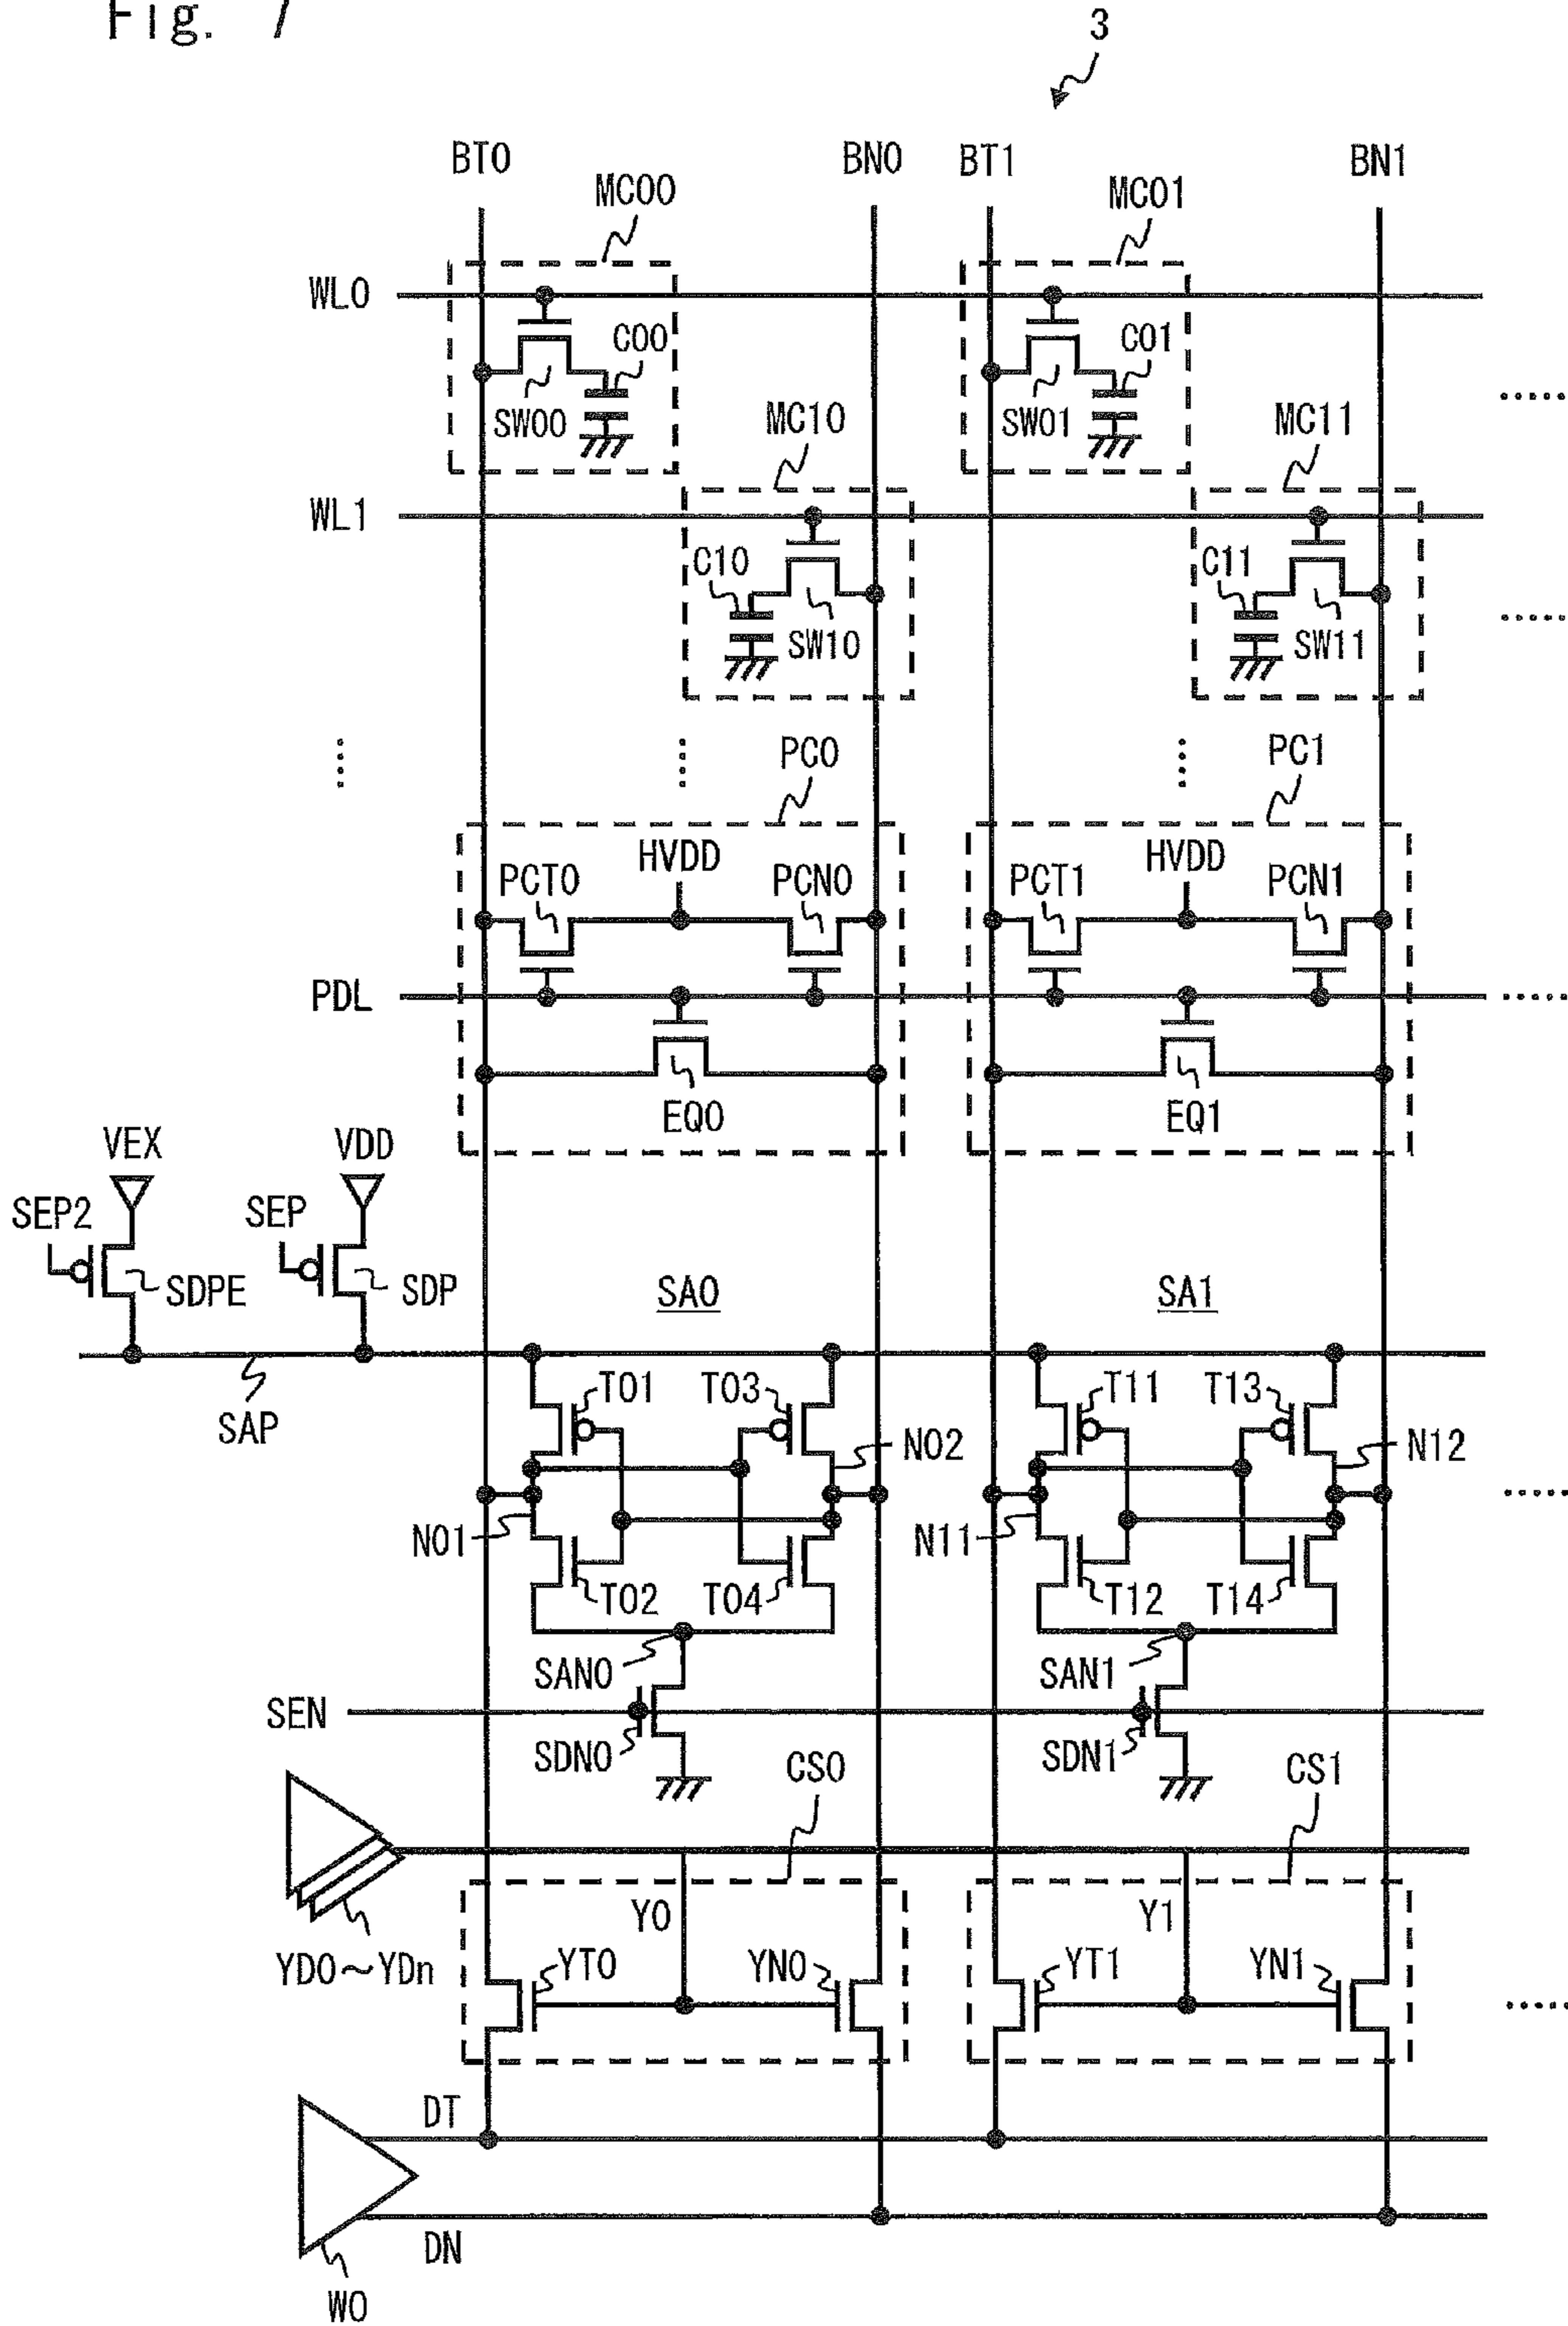 Fig. 7
3
BT0 BN0 BT1 BN1
MC00 MC01
WL0
C00 C01
SW00 SW01
MC10 MC11
WL1
C10 C11
SW10 SW11
PC0 PC1
HVDD HVDD
PCT0 PCN0 PCT1 PCN1
PDL
EQ0 EQ1
VEX VDD
SEP2 SEP
SDPE SDP SA0 SA1
T01 T03 T11 T13
SAP
N02 N12
N01 N11
T02 T04 T12 T14
SAN0 SAN1
SEN
SDN0 SDN1
CS0 CS1
Y0 Y1
YD0~YDn YT0 YN0 YT1 YN1
DT
DN
W0